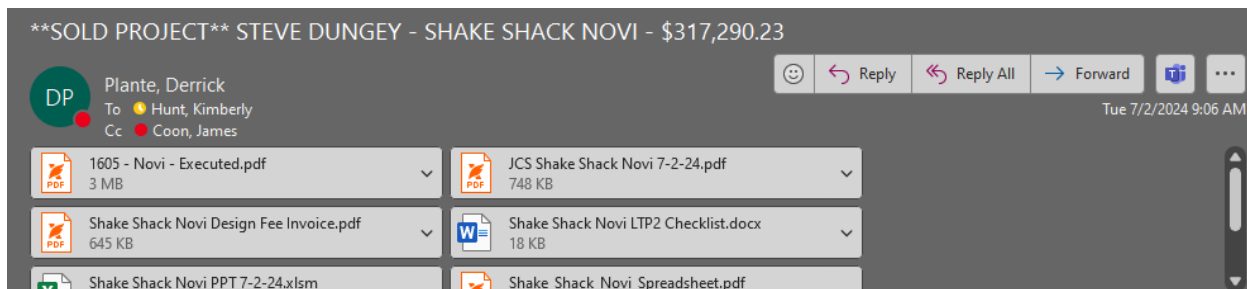 **SOLD PROJECT** STEVE DUNGEY - SHAKE SHACK NOVI - $317,290.23
DP
Plante, Derrick
To Hunt, Kimberly
Cc Coon, James
Reply
Reply All
Forward
Tue 7/2/2024 9:06 AM
PDF
1605 - Novi - Executed.pdf
3 MB
PDF
JCS Shake Shack Novi 7-2-24.pdf
748 KB
PDF
Shake Shack Novi Design Fee Invoice.pdf
645 KB
W
Shake Shack Novi LTP2 Checklist.docx
18 KB
Shake Shack Novi PPT 7-2-24.xlsm
Shake_Shack_Novi_Spreadsheet.pdf